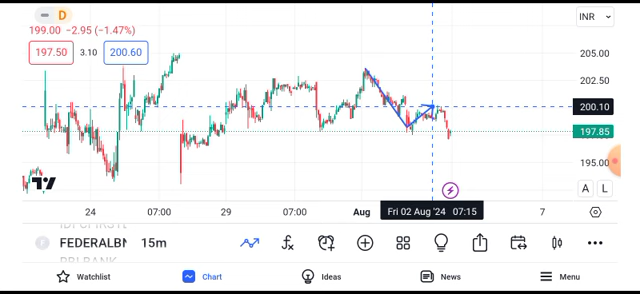 D
INR
199.00 −2.95 (−1.47%)
197.50 3.10 200.60
205.00
202.50
200.10
197.85
195.00
A L
24 07:00 29 07:00 Aug Fri 02 Aug '24 07:15 7
FEDERALBN 15m
Watchlist Chart Ideas News Menu